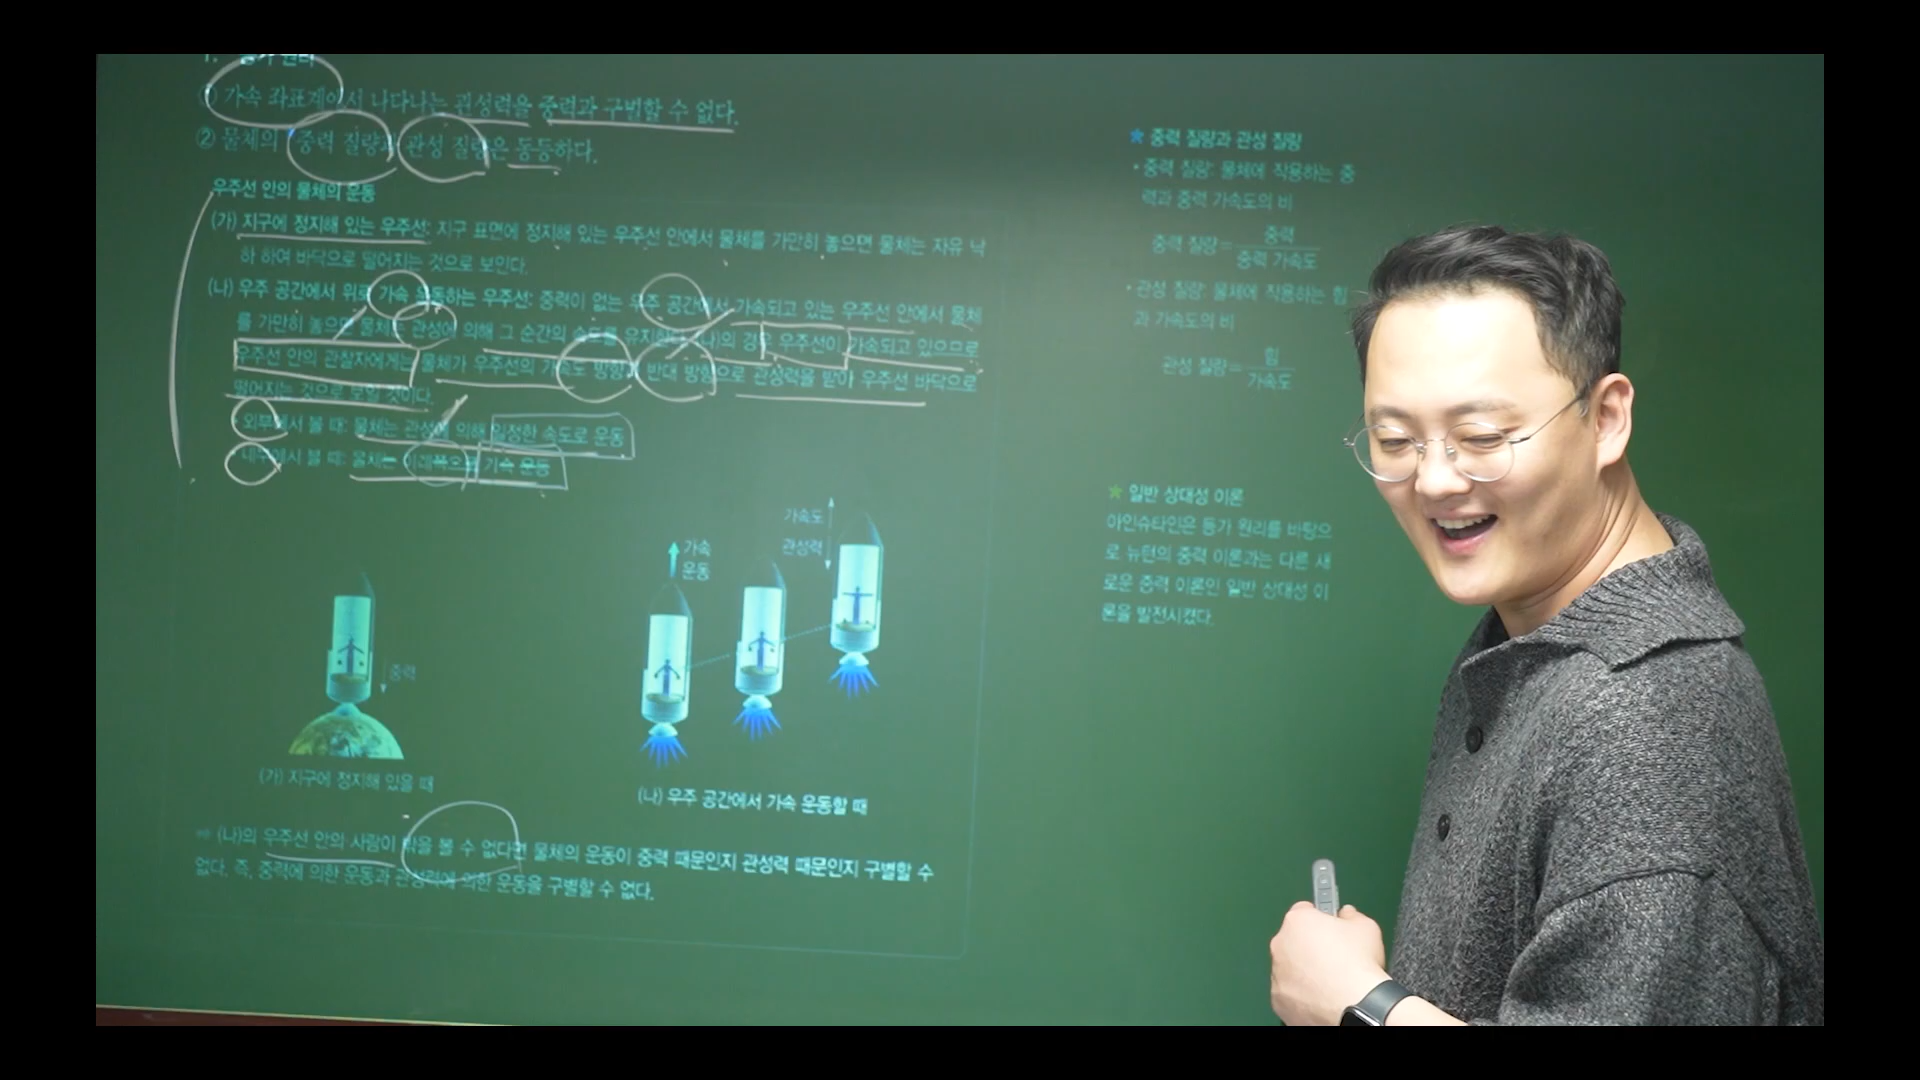 1. 등가 원리
① 가속 좌표계에서 나타나는 관성력을 중력과 구별할 수 없다.
② 물체의 중력 질량과 관성 질량은 동등하다.
우주선 안의 물체의 운동
(가) 지구에 정지해 있는 우주선: 지구 표면에 정지해 있는 우주선 안에서 물체를 가만히 놓으면 물체는 자유 낙
하 하여 바닥으로 떨어지는 것으로 보인다.
(나) 우주 공간에서 위로 가속 운동하는 우주선: 중력이 없는 우주 공간에서 가속되고 있는 우주선 안에서 물체
를 가만히 놓으면 물체는 관성에 의해 그 순간의 속도를 유지한다. (나)의 경우 우주선이 가속되고 있으므로
우주선 안의 관찰자에게는 물체가 우주선의 가속도 방향과 반대 방향으로 관성력을 받아 우주선 바닥으로
떨어지는 것으로 보일 것이다.
외부에서 볼 때: 물체는 관성에 의해 일정한 속도로 운동
내부에서 볼 때: 물체는 아래쪽으로 가속 운동
중력
(가) 지구에 정지해 있을 때
가속
운동
가속도
관성력
(나) 우주 공간에서 가속 운동할 때
➡ (나)의 우주선 안의 사람이 밖을 볼 수 없다면 물체의 운동이 중력 때문인지 관성력 때문인지 구별할 수
없다. 즉, 중력에 의한 운동과 관성력에 의한 운동을 구별할 수 없다.
★ 중력 질량과 관성 질량
• 중력 질량: 물체에 작용하는 중
력과 중력 가속도의 비
중력 질량=중력/중력 가속도
• 관성 질량: 물체에 작용하는 힘
과 가속도의 비
관성 질량=힘/가속도
★ 일반 상대성 이론
아인슈타인은 등가 원리를 바탕으
로 뉴턴의 중력 이론과는 다른 새
로운 중력 이론인 일반 상대성 이
론을 발전시켰다.